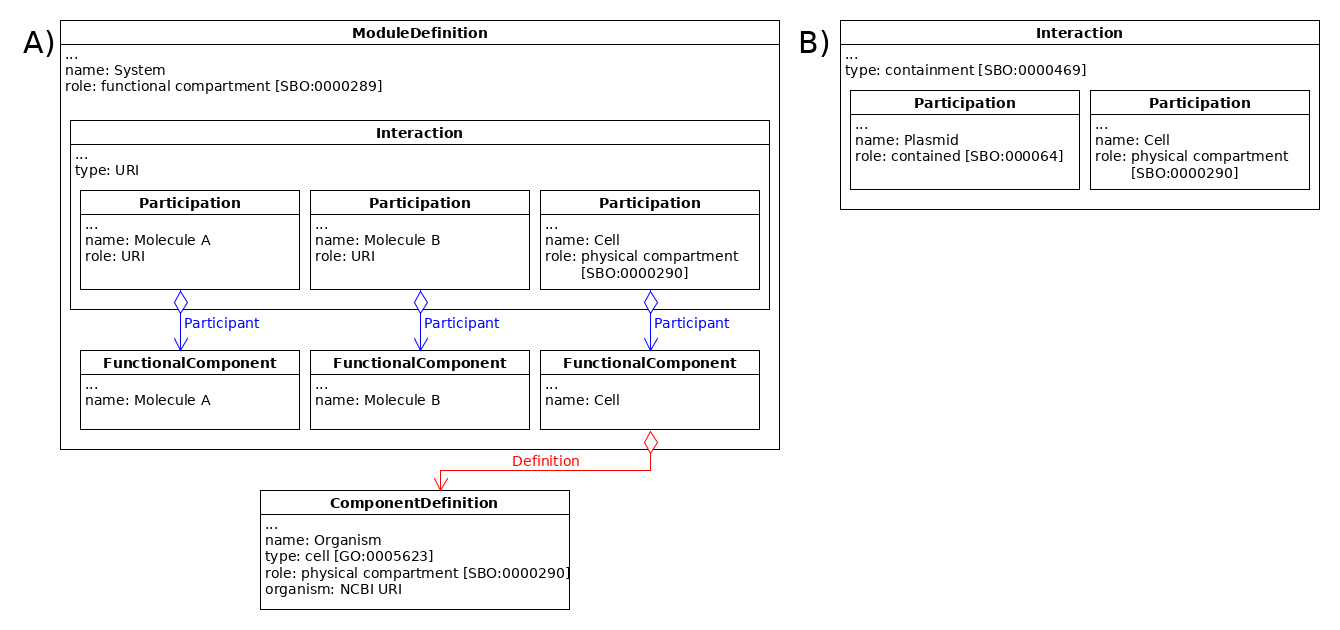 A)
ModuleDefinition
...
name: System
role: functional compartment [SBO:0000289]
Interaction
...
type: URI
Participation
...
name: Molecule A
role: URI
Participation
...
name: Molecule B
role: URI
Participation
...
name: Cell
role: physical compartment
[SBO:0000290]
Participant
Participant
Participant
FunctionalComponent
...
name: Molecule A
FunctionalComponent
...
name: Molecule B
FunctionalComponent
...
name: Cell
Definition
ComponentDefinition
...
name: Organism
type: cell [GO:0005623]
role: physical compartment [SBO:0000290]
organism: NCBI URI
B)
Interaction
...
type: containment [SBO:0000469]
Participation
...
name: Plasmid
role: contained [SBO:000064]
Participation
...
name: Cell
role: physical compartment
[SBO:0000290]